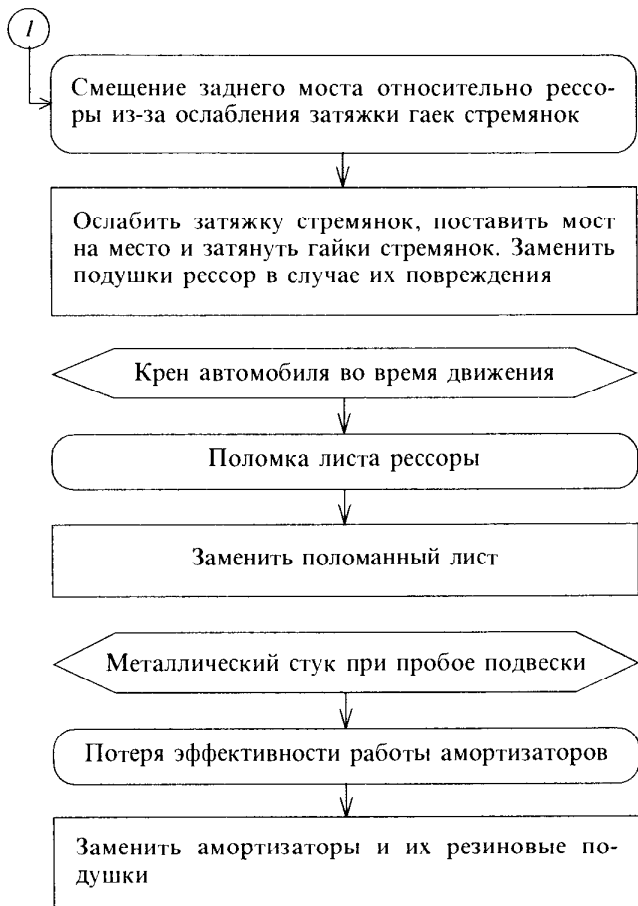 1
Смещение заднего моста относительно рессо-
ры из-за ослабления затяжки гаек стремянок
Ослабить затяжку стремянок, поставить мост
на место и затянуть гайки стремянок. Заменить
подушки рессор в случае их повреждения
Крен автомобиля во время движения
Поломка листа рессоры
Заменить поломанный лист
Металлический стук при пробое подвески
Потеря эффективности работы амортизаторов
Заменить амортизаторы и их резиновые по-
душки